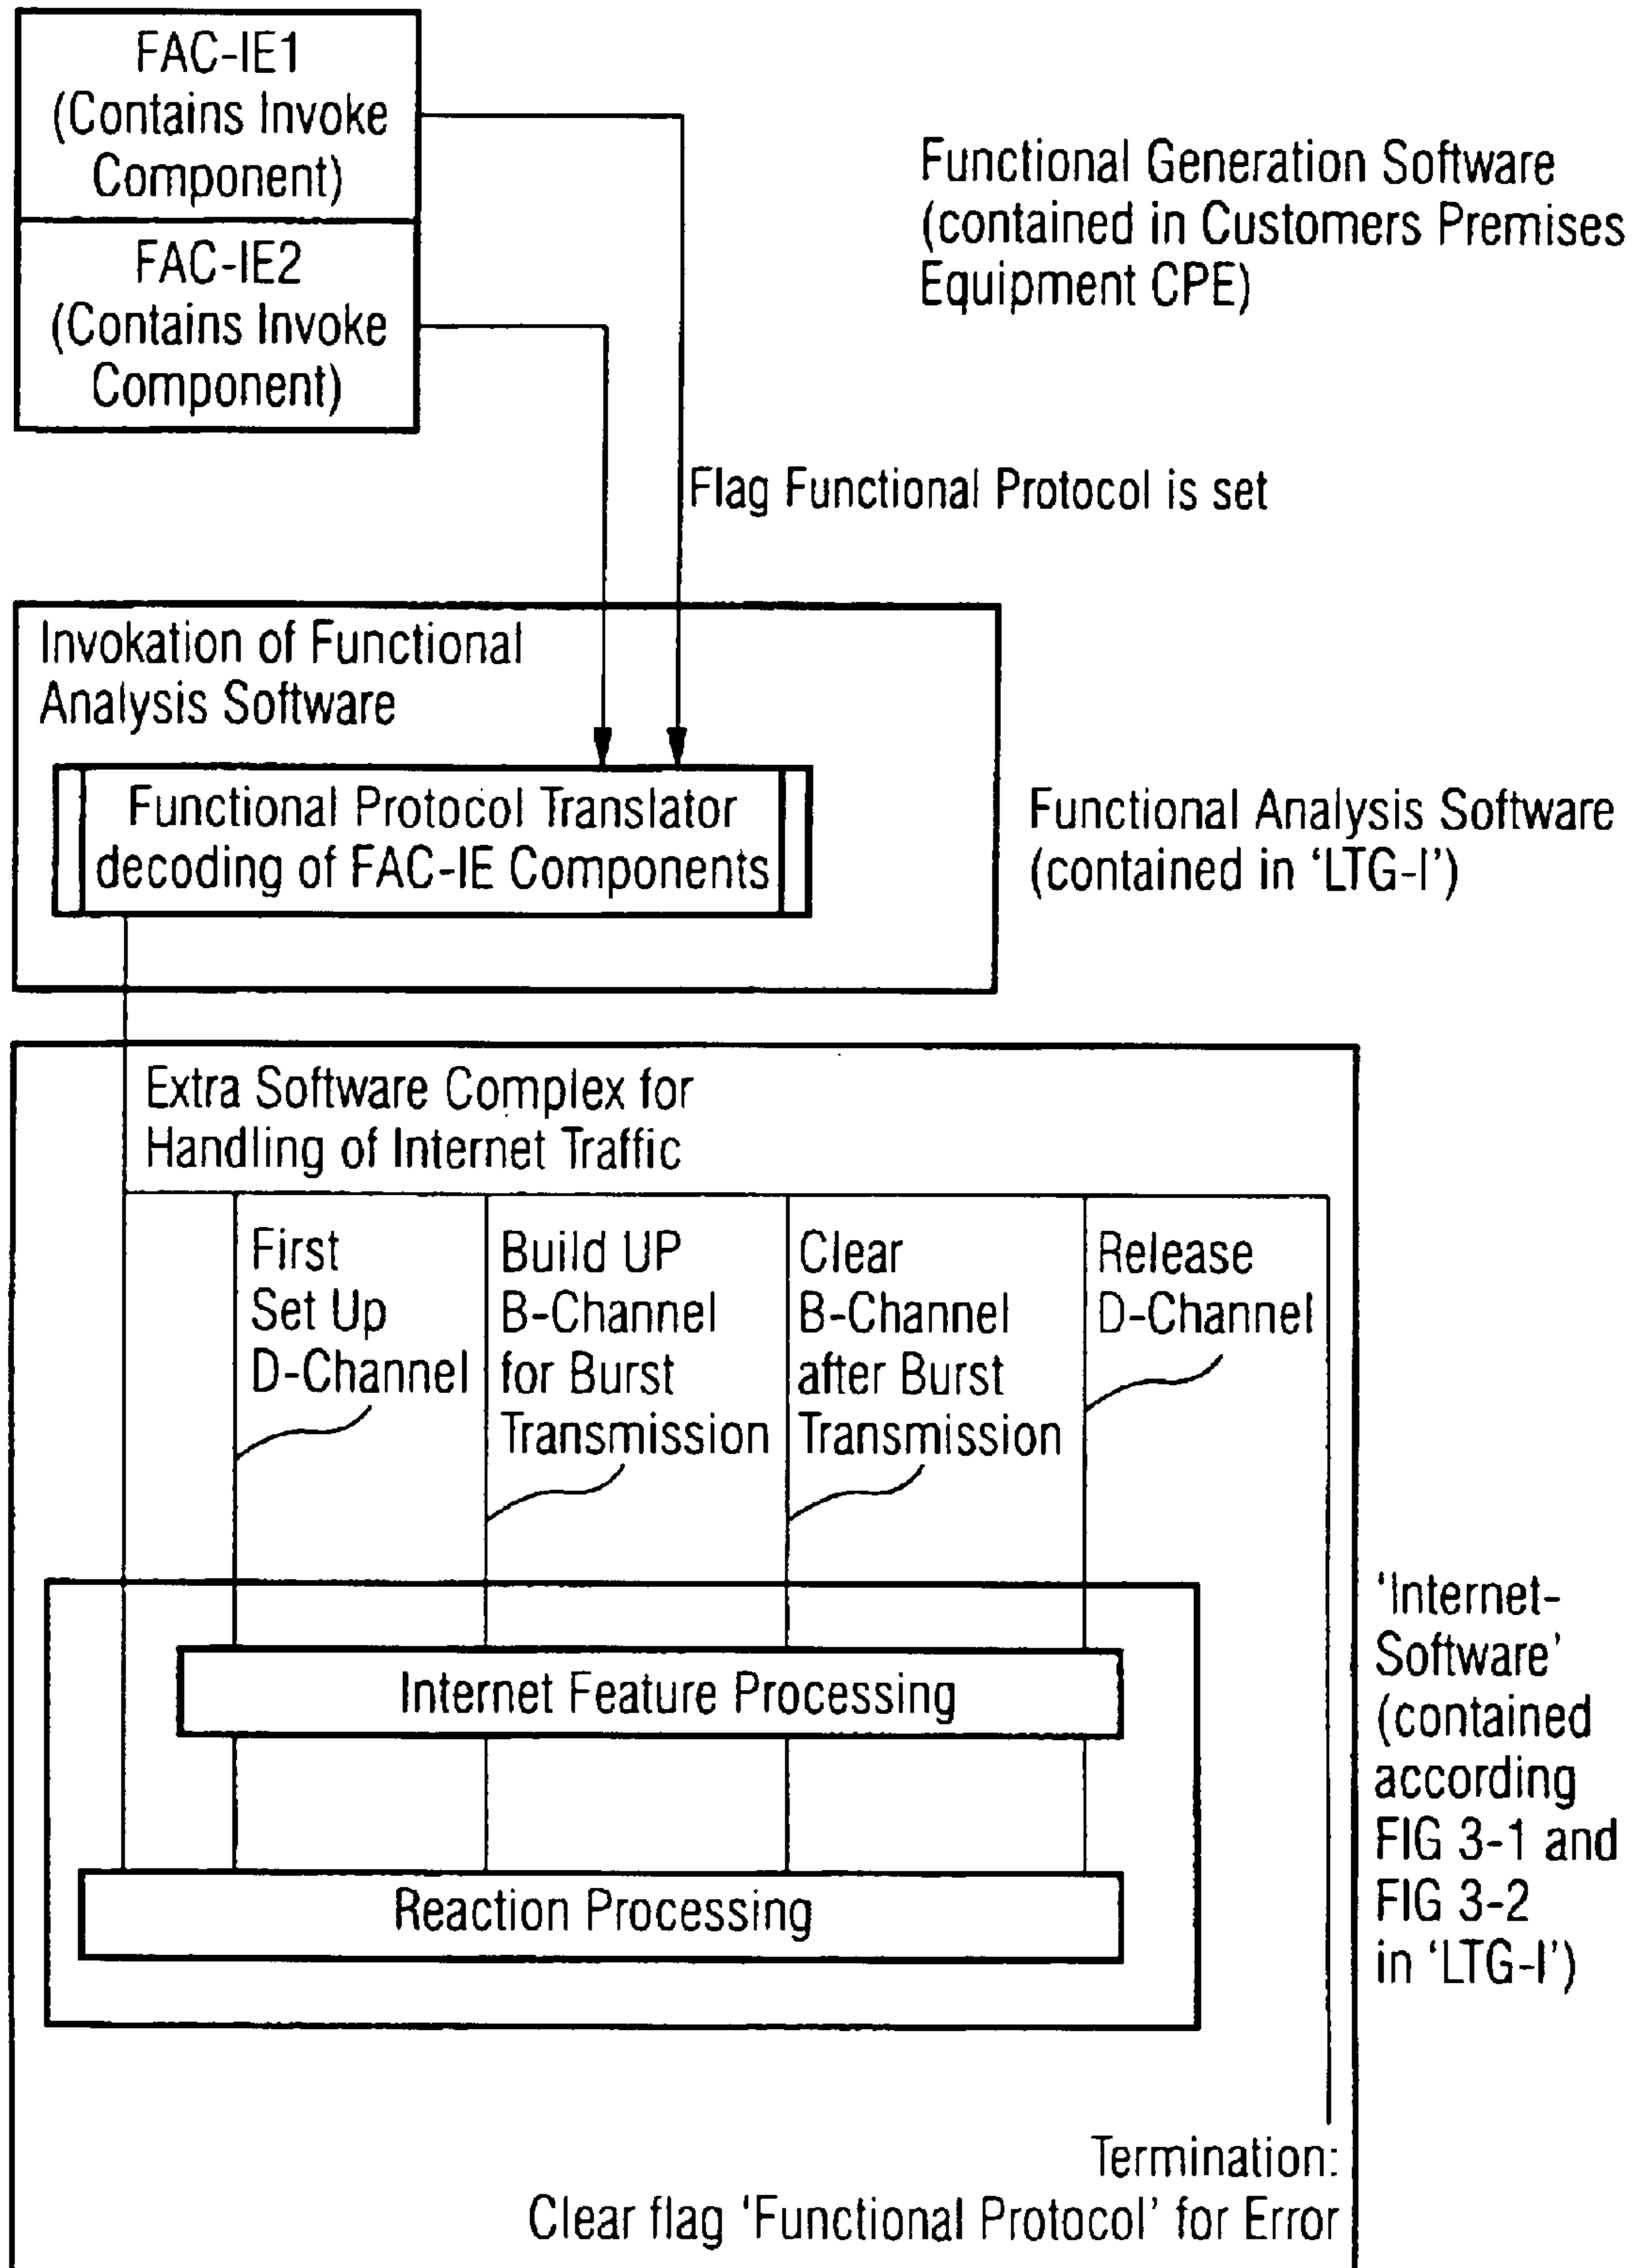 FAC-IE1
(Contains Invoke
Component)
FAC-IE2
(Contains Invoke
Component)
Functional Generation Software
(contained in Customers Premises
Equipment CPE)
Flag Functional Protocol is set
Invokation of Functional
Analysis Software
Functional Protocol Translator
decoding of FAC-IE Components
Functional Analysis Software
(contained in ‘LTG-I’)
Extra Software Complex for
Handling of Internet Traffic
First
Set Up
D-Channel
Build UP
B-Channel
for Burst
Transmission
Clear
B-Channel
after Burst
Transmission
Release
D-Channel
Internet Feature Processing
Reaction Processing
‘Internet-
Software’
(contained
according
FIG 3-1 and
FIG 3-2
in ‘LTG-I’)
Termination:
Clear flag ‘Functional Protocol’ for Error